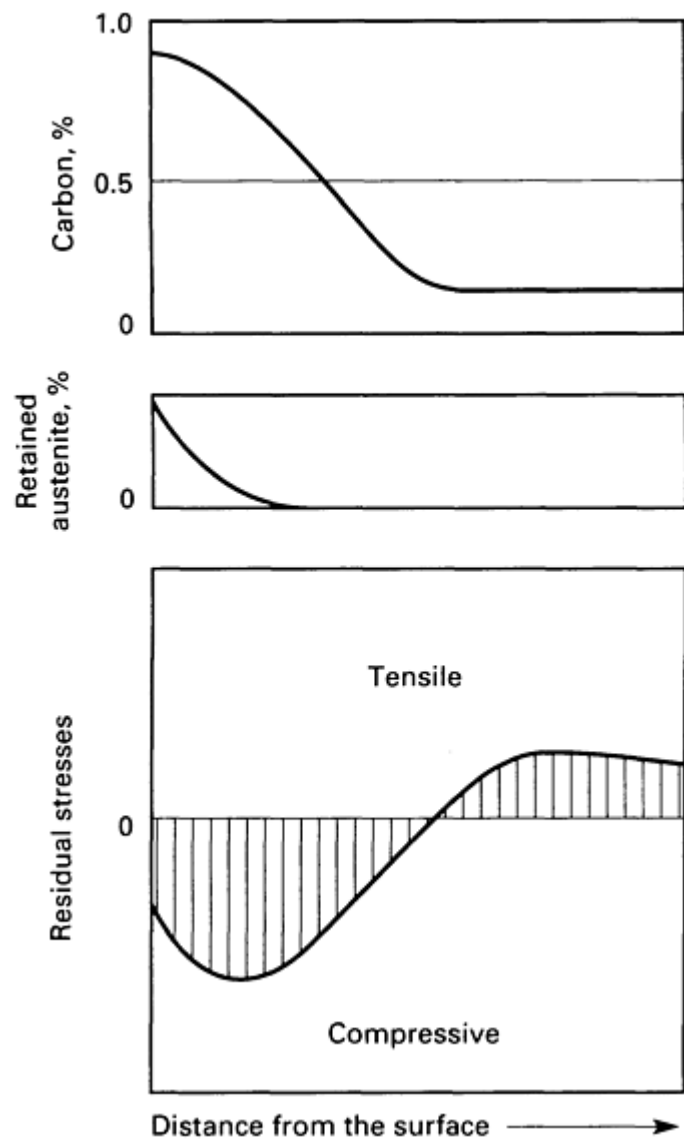 1.0
Carbon, %
0.5
0
Retained
austenite, %
0
Tensile
Residual stresses
0
Compressive
Distance from the surface